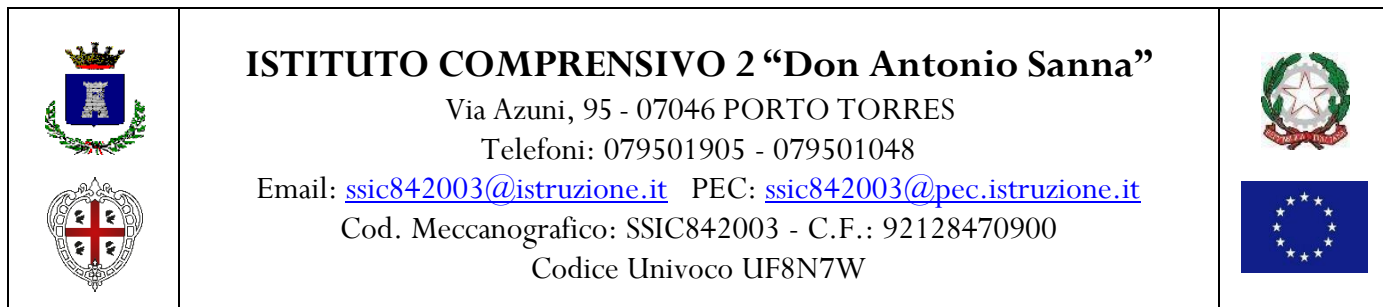 ISTITUTO COMPRENSIVO 2 “Don Antonio Sanna”
Via Azuni, 95 - 07046 PORTO TORRES
Telefoni: 079501905 - 079501048
Email: ssic842003@istruzione.it PEC: ssic842003@pec.istruzione.it
Cod. Meccanografico: SSIC842003 - C.F.: 92128470900
Codice Univoco UF8N7W